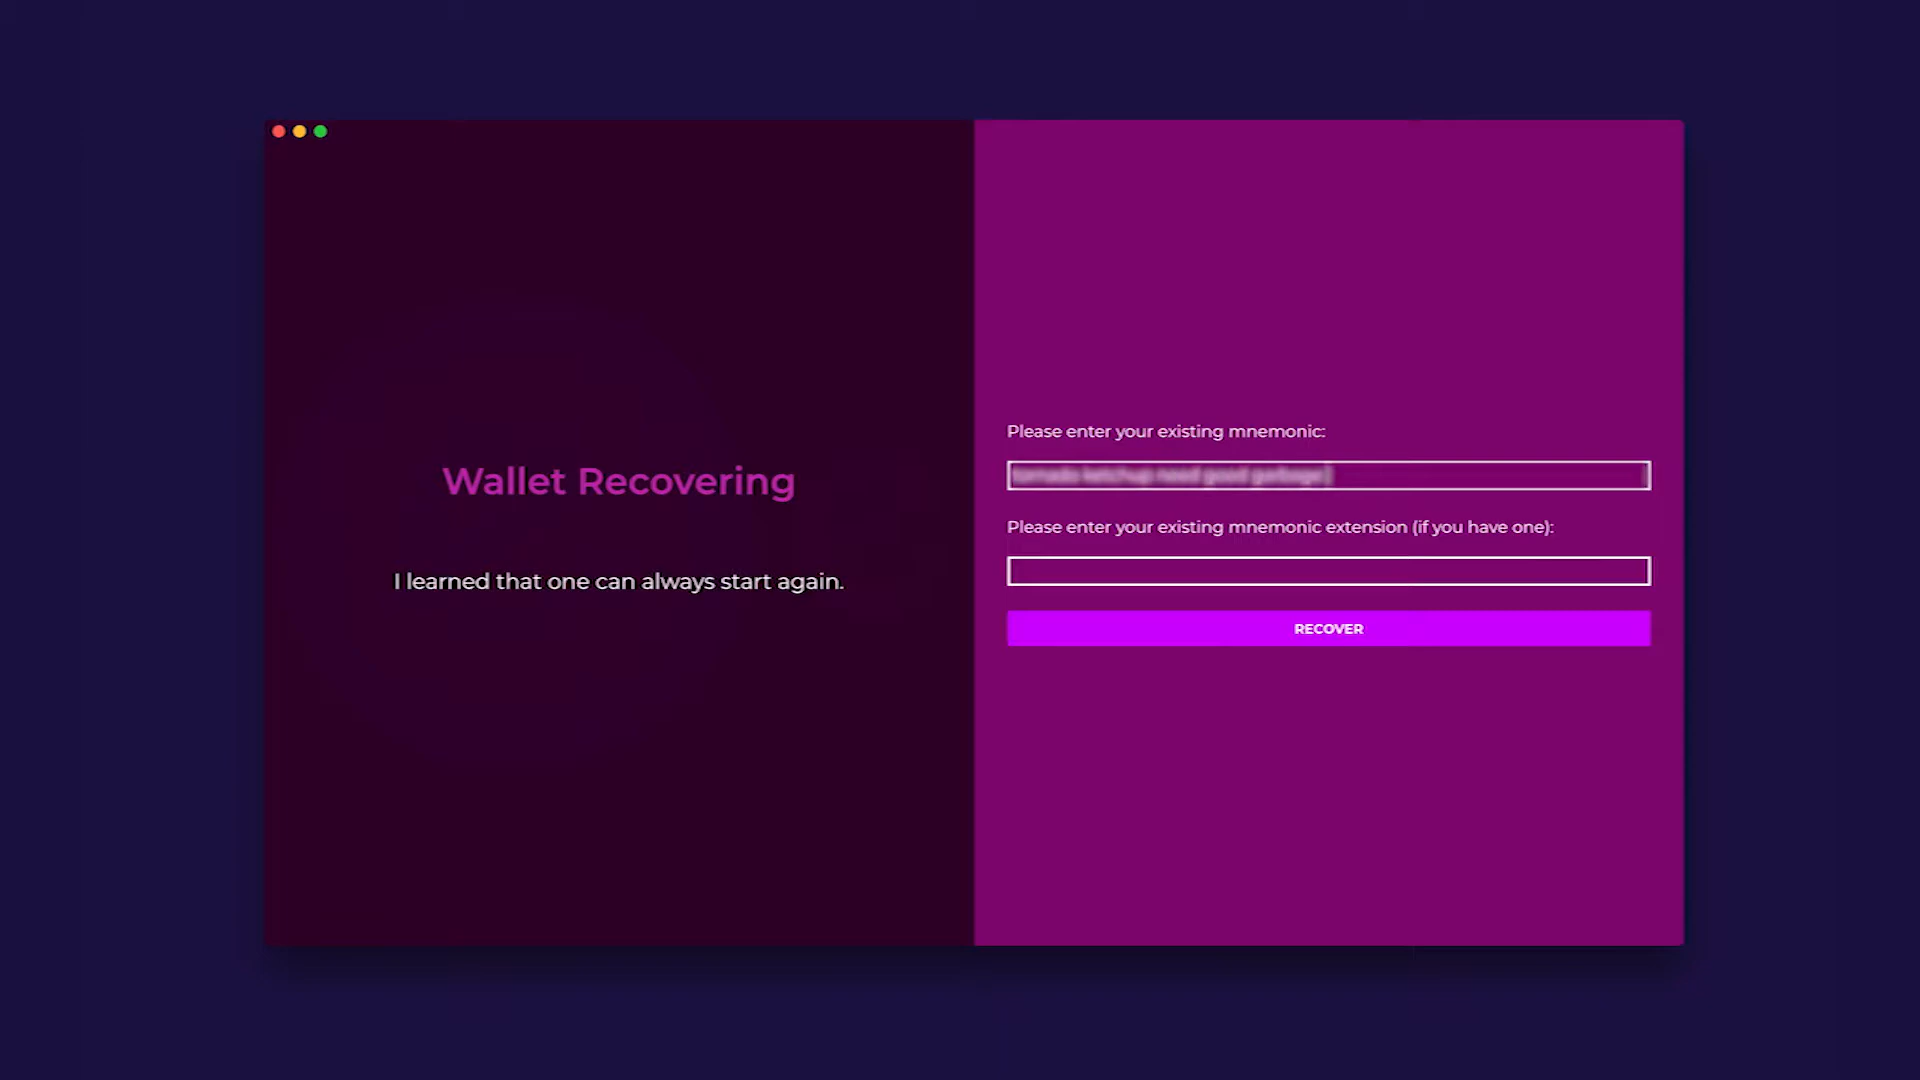 Wallet Recovering
I learned that one can always start again.
Please enter your existing mnemonic:
Please enter your existing mnemonic extension (if you have one):
RECOVER